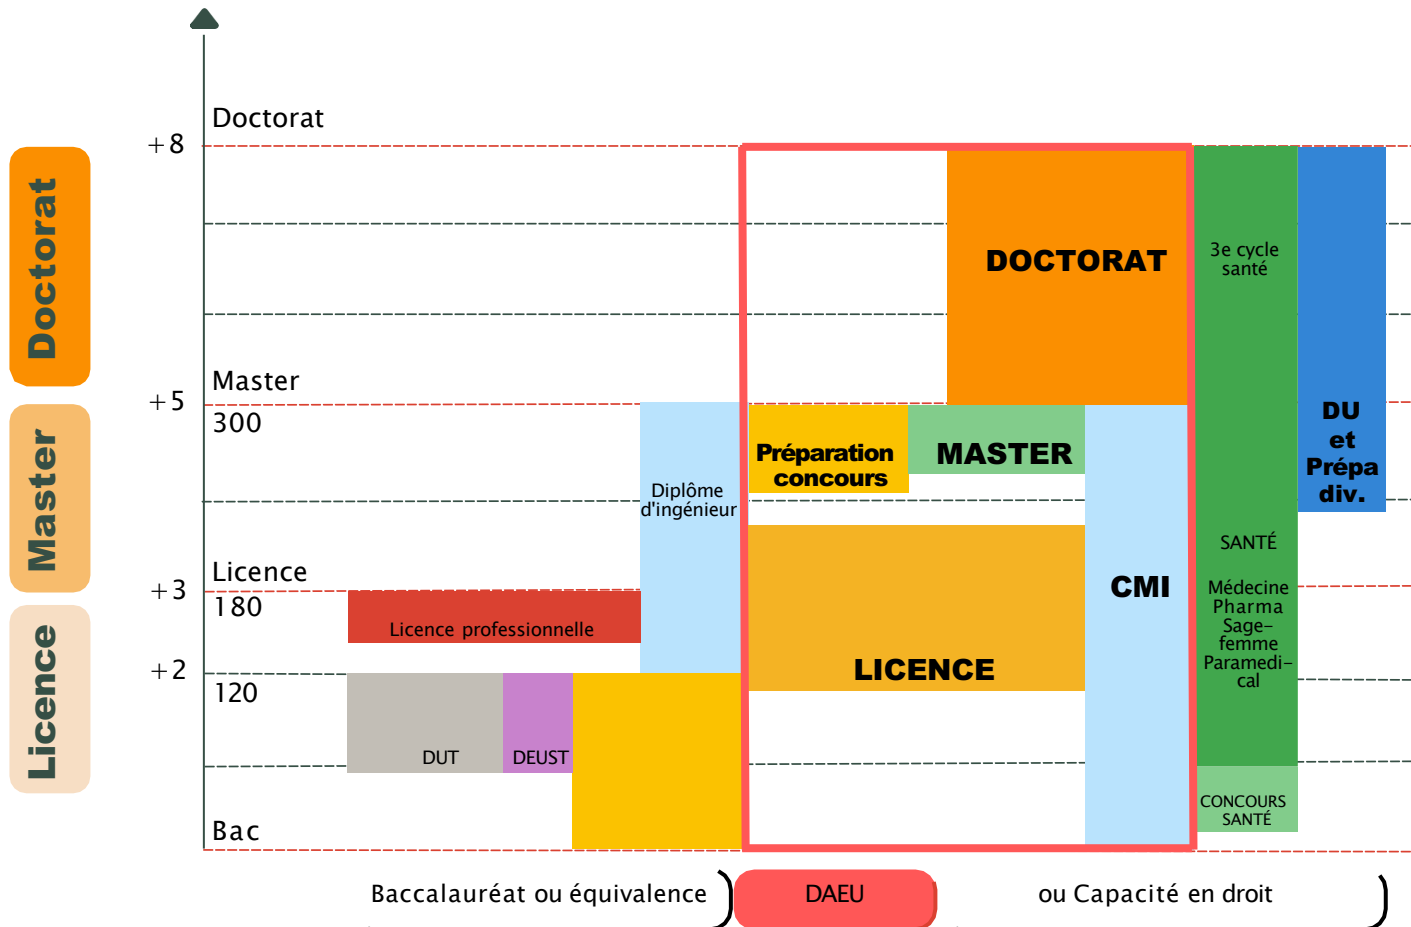 Doctorat
+8
Doctorat
DOCTORAT
3e cycle
santé
Master
+5
300
Master
Préparation
concours
MASTER
DU
et
Prépa
div.
Diplôme
d'ingénieur
SANTÉ
Médecine
Pharma
Sage-
femme
Paramedi-
cal
Licence
+3
180
CMI
Licence professionnelle
LICENCE
+2
120
Licence
DUT
DEUST
CONCOURS
SANTÉ
Bac
Baccalauréat ou équivalence
DAEU
ou Capacité en droit